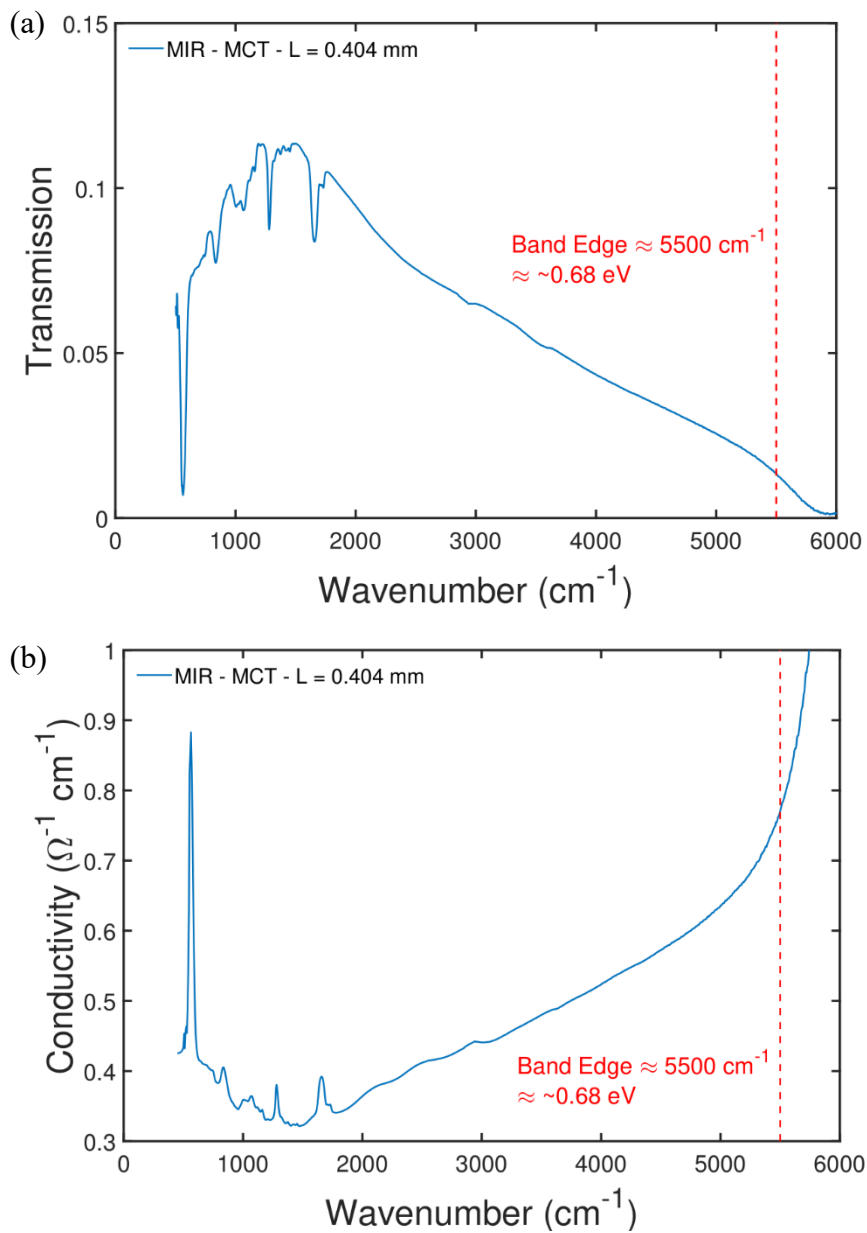 (a)
0.15
MIR - MCT - L = 0.404 mm
0.1
Transmission
Band Edge ≈ 5500 cm⁻¹
≈ ~0.68 eV
0.05
0
0 1000 2000 3000 4000 5000 6000
Wavenumber (cm⁻¹)
(b)
1
MIR - MCT - L = 0.404 mm
0.9
0.8
0.7
Conductivity (Ω⁻¹ cm⁻¹)
0.6
0.5
0.4
Band Edge ≈ 5500 cm⁻¹
≈ ~0.68 eV
0.3
0 1000 2000 3000 4000 5000 6000
Wavenumber (cm⁻¹)